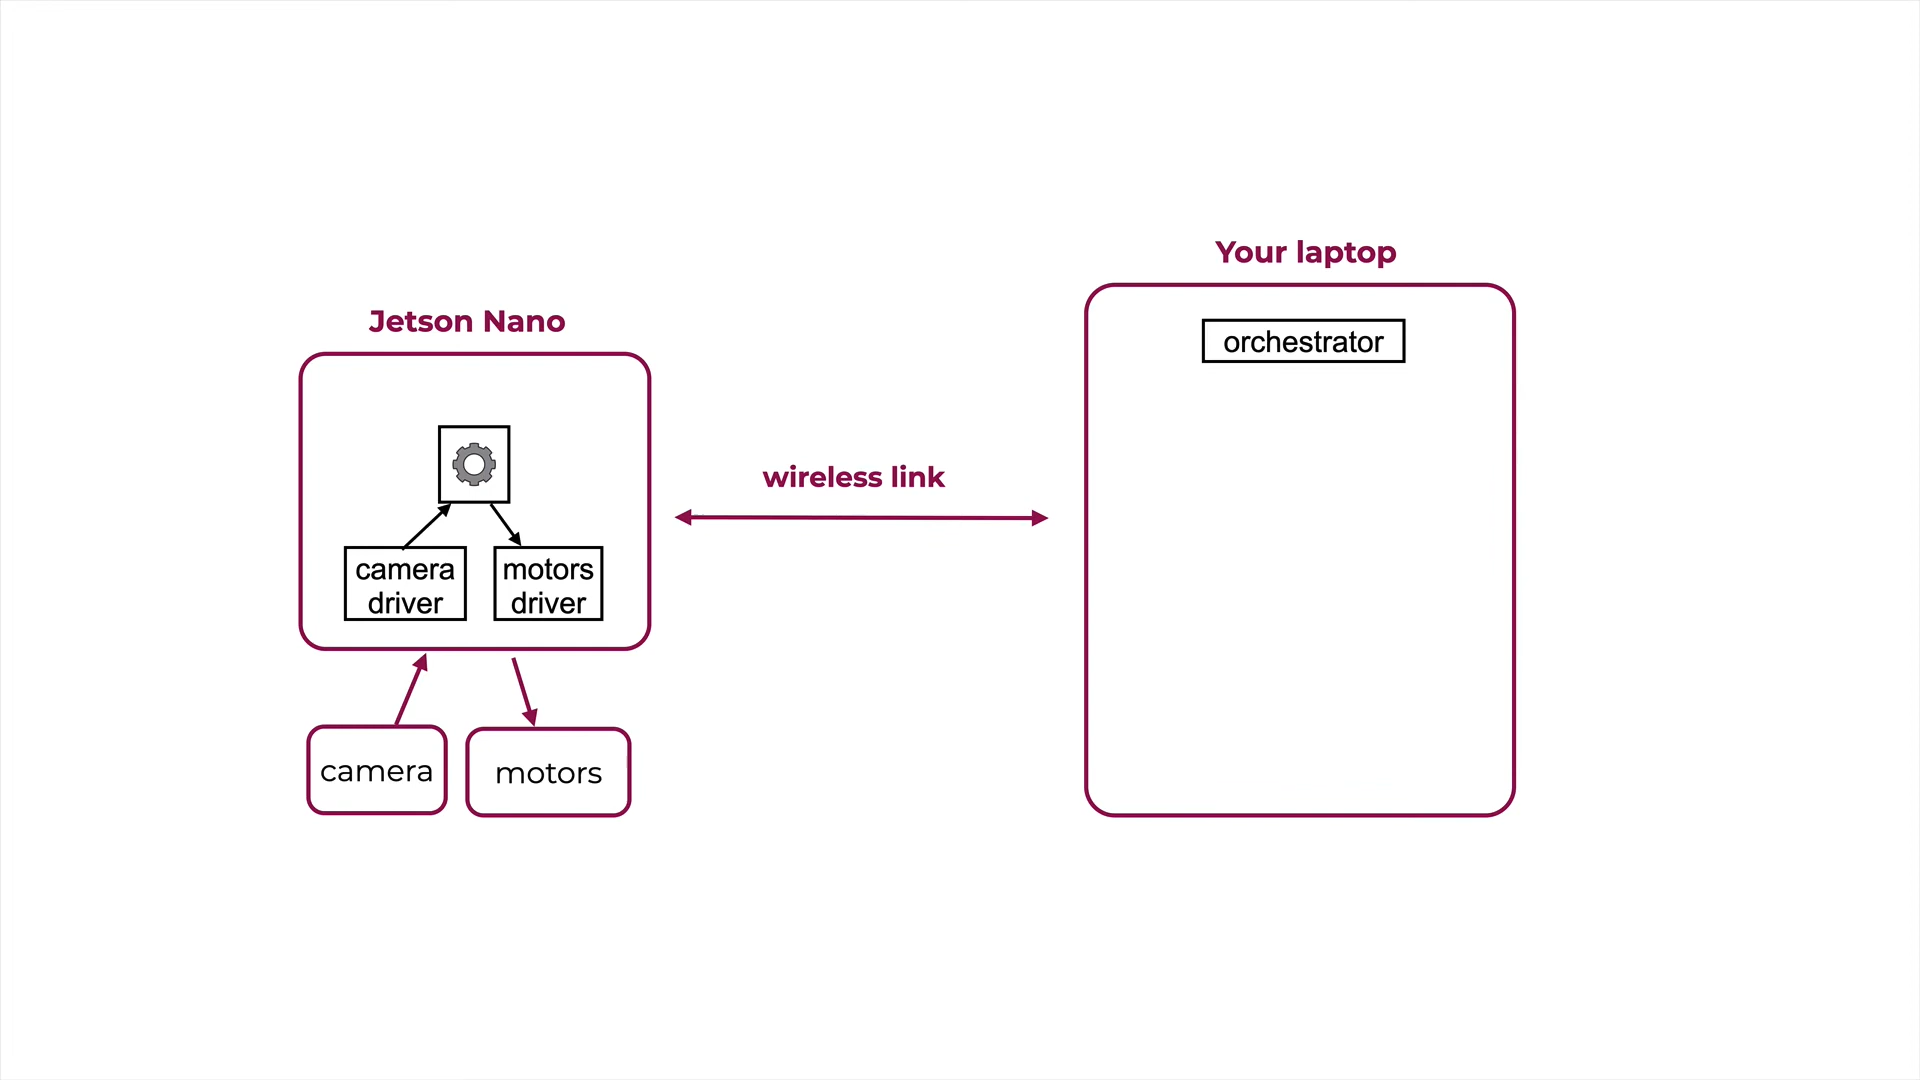 Jetson Nano
camera
driver
motors
driver
camera
motors
wireless link
Your laptop
orchestrator